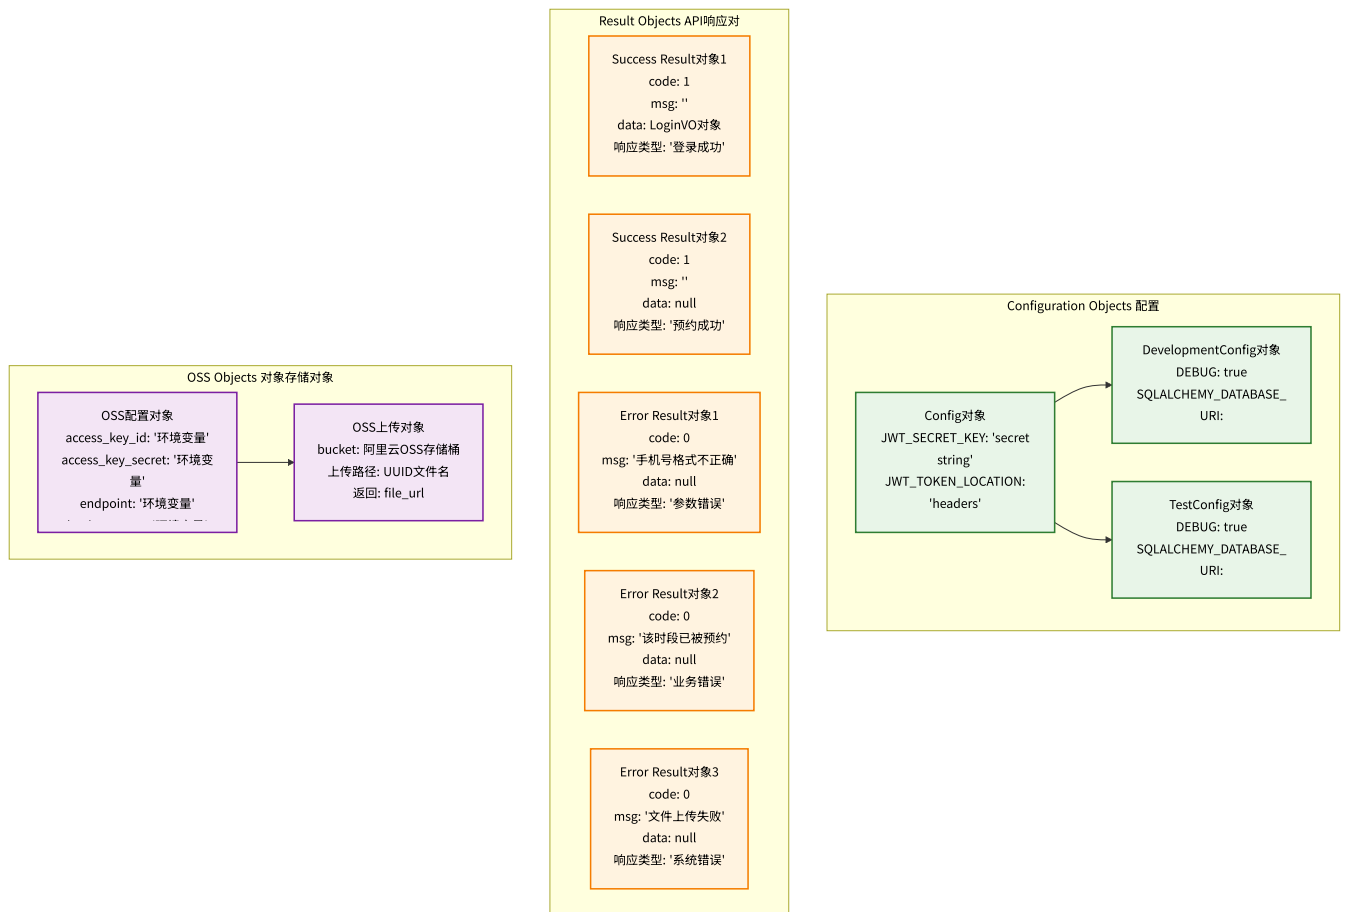 OSS Objects 对象存储对象
OSS配置对象
access_key_id: '环境变量'
access_key_secret: '环境变
量'
endpoint: '环境变量'
OSS上传对象
bucket: 阿里云OSS存储桶
上传路径: UUID文件名
返回: file_url
Result Objects API响应对
Success Result对象1
code: 1
msg: ''
data: LoginVO对象
响应类型: '登录成功'
Success Result对象2
code: 1
msg: ''
data: null
响应类型: '预约成功'
Error Result对象1
code: 0
msg: '手机号格式不正确'
data: null
响应类型: '参数错误'
Error Result对象2
code: 0
msg: '该时段已被预约'
data: null
响应类型: '业务错误'
Error Result对象3
code: 0
msg: '文件上传失败'
data: null
响应类型: '系统错误'
Configuration Objects 配置
Config对象
JWT_SECRET_KEY: 'secret
string'
JWT_TOKEN_LOCATION:
'headers'
DevelopmentConfig对象
DEBUG: true
SQLALCHEMY_DATABASE_
URI:
TestConfig对象
DEBUG: true
SQLALCHEMY_DATABASE_
URI: